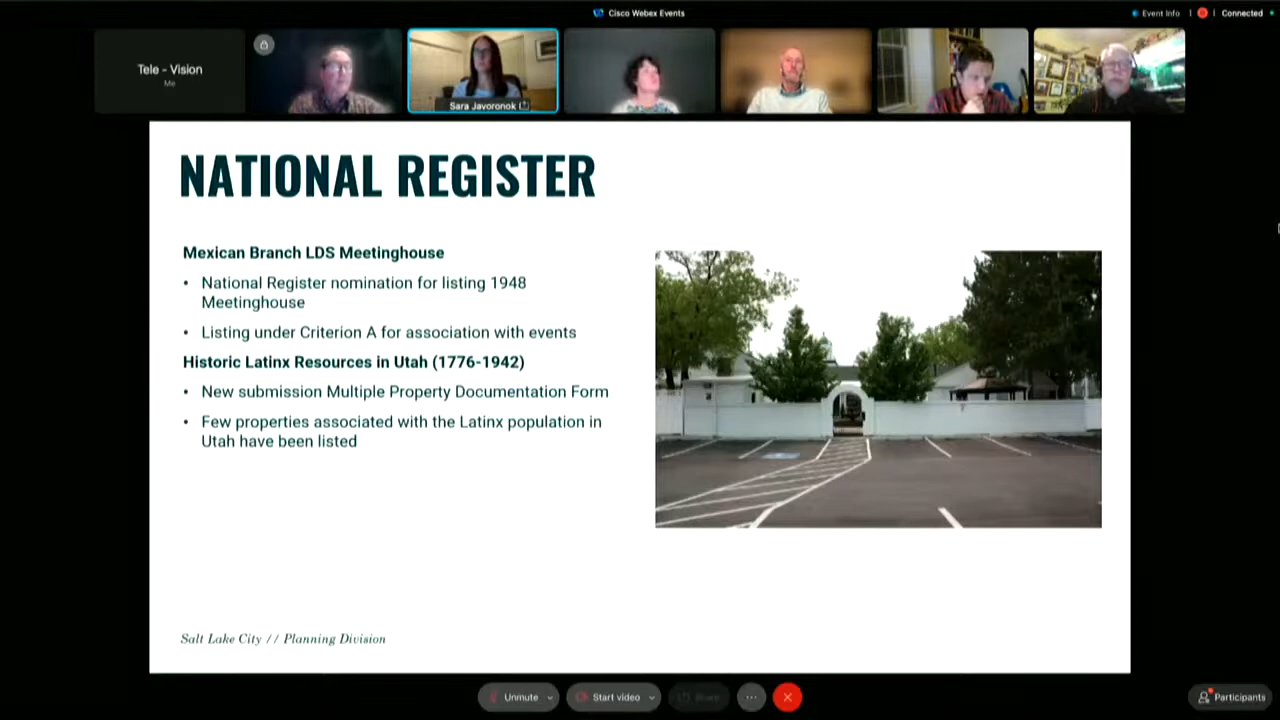 Cisco Webex Events
Event Info
Connected
Tele - Vision
Me
Sara Javoronok
NATIONAL REGISTER
Mexican Branch LDS Meetinghouse
• National Register nomination for listing 1948
Meetinghouse
• Listing under Criterion A for association with events
Historic Latinx Resources in Utah (1776-1942)
• New submission Multiple Property Documentation Form
• Few properties associated with the Latinx population in
Utah have been listed
Salt Lake City // Planning Division
Unmute
Start video
Share
Participants